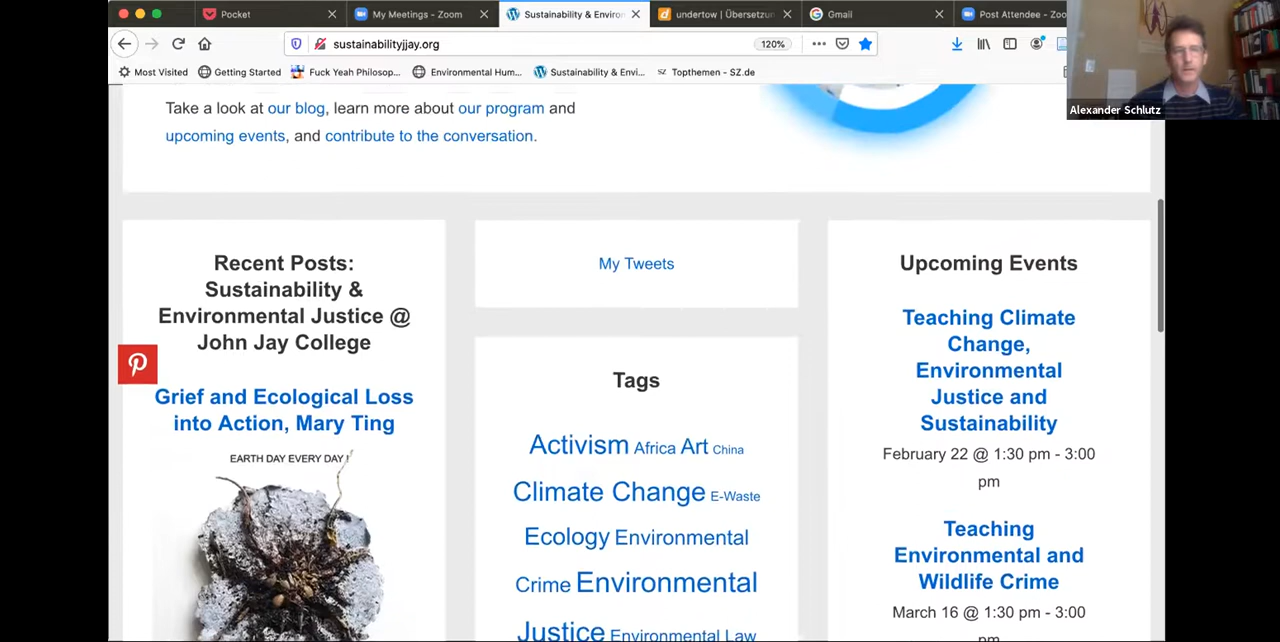 Pocket
My Meetings - Zoom
Sustainability & Environ
undertow | Übersetzun
Gmail
Post Attendee - Zoo
sustainabilityjjay.org
120%
Most Visited
Getting Started
Fuck Yeah Philosop...
Environmental Hum...
Sustainability & Envi...
Topthemen - SZ.de
Alexander Schlutz
Take a look at our blog, learn more about our program and
upcoming events, and contribute to the conversation.
Recent Posts:
Sustainability &
Environmental Justice @
John Jay College
Grief and Ecological Loss
into Action, Mary Ting
EARTH DAY EVERY DAY !
My Tweets
Tags
Activism Africa Art China
Climate Change E-Waste
Ecology Environmental
Crime Environmental
Justice Environmental Law
Upcoming Events
Teaching Climate
Change,
Environmental
Justice and
Sustainability
February 22 @ 1:30 pm - 3:00
pm
Teaching
Environmental and
Wildlife Crime
March 16 @ 1:30 pm - 3:00
pm